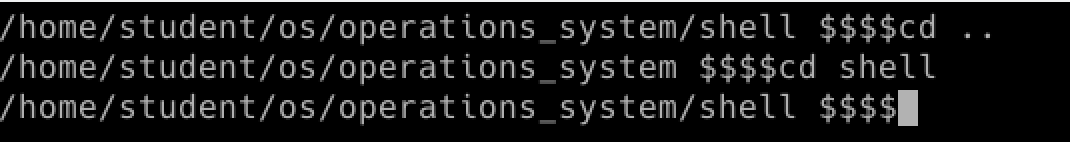 /home/student/os/operations_system/shell $$$$cd ..
/home/student/os/operations_system $$$$cd shell
/home/student/os/operations_system/shell $$$$